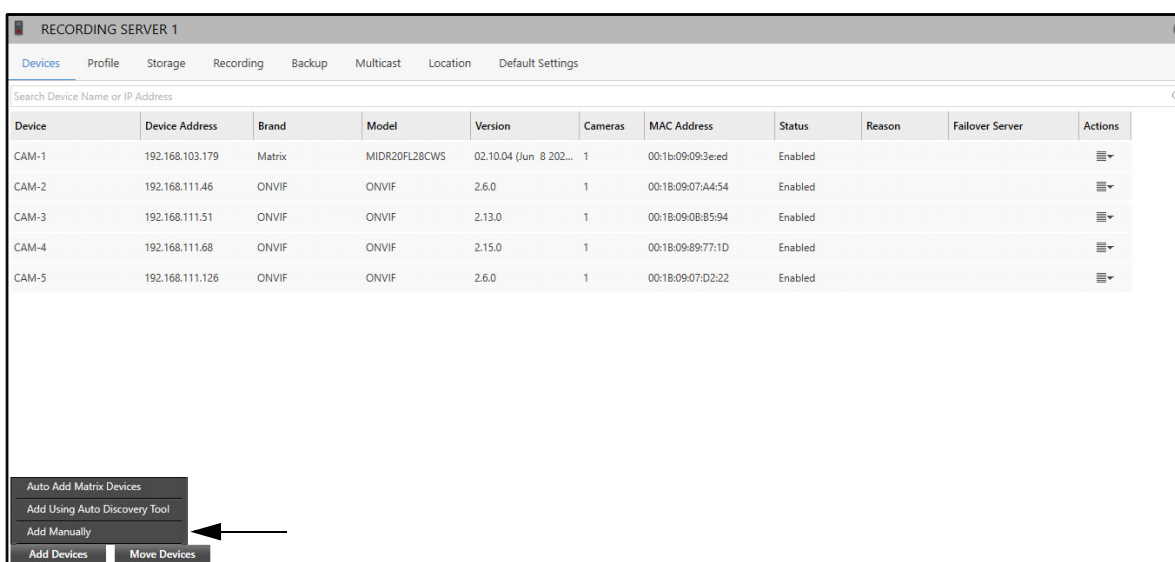 RECORDING SERVER 1
Devices Profile Storage Recording Backup Multicast Location Default Settings
Search Device Name or IP Address
Device Device Address Brand Model Version Cameras MAC Address Status Reason Failover Server Actions
CAM-1 192.168.103.179 Matrix MIDR20FL28CWS 02.10.04 (Jun 8 202... 1 00:1b:09:09:3e:ed Enabled
CAM-2 192.168.111.46 ONVIF ONVIF 2.6.0 1 00:1B:09:07:A4:54 Enabled
CAM-3 192.168.111.51 ONVIF ONVIF 2.13.0 1 00:1B:09:0B:B5:94 Enabled
CAM-4 192.168.111.68 ONVIF ONVIF 2.15.0 1 00:1B:09:89:77:1D Enabled
CAM-5 192.168.111.126 ONVIF ONVIF 2.6.0 1 00:1B:09:07:D2:22 Enabled
Auto Add Matrix Devices
Add Using Auto Discovery Tool
Add Manually
Add Devices Move Devices